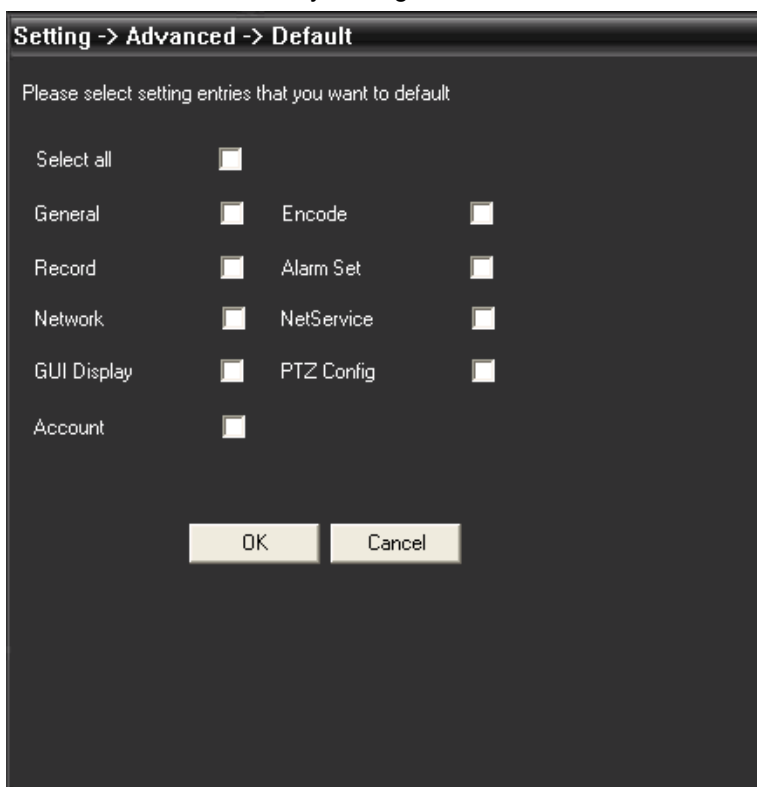 Setting -> Advanced -> Default
Please select setting entries that you want to default
Select all
General Encode
Record Alarm Set
Network NetService
GUI Display PTZ Config
Account
OK Cancel